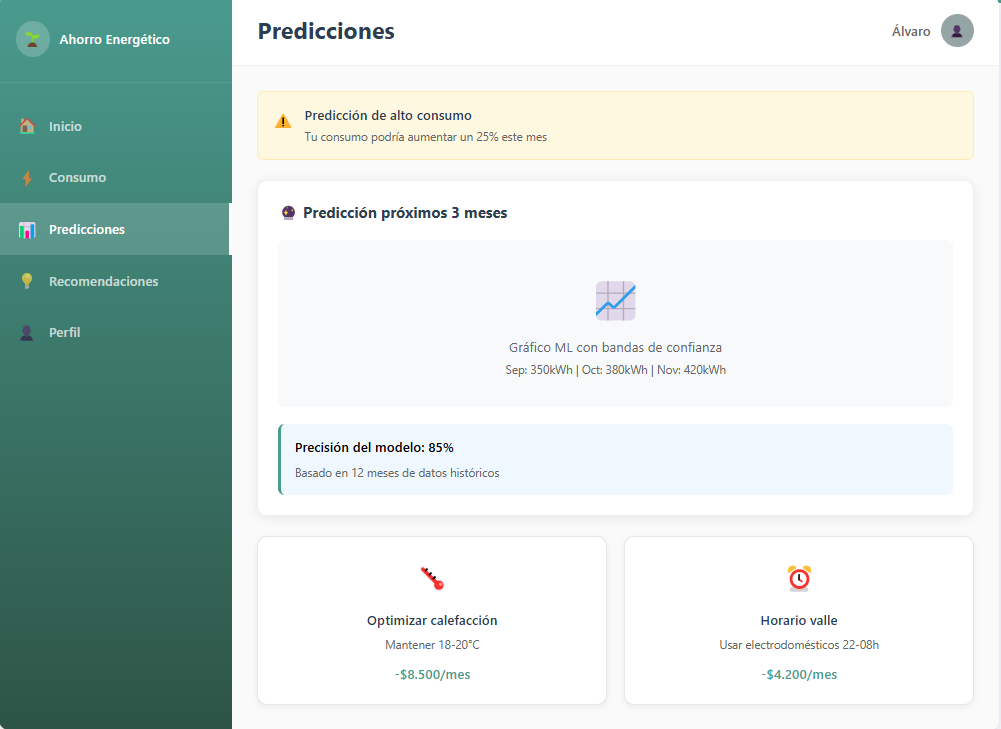 Ahorro Energético
Inicio
Consumo
Predicciones
Recomendaciones
Perfil
Predicciones
Álvaro
Predicción de alto consumo
Tu consumo podría aumentar un 25% este mes
Predicción próximos 3 meses
Gráfico ML con bandas de confianza
Sep: 350kWh | Oct: 380kWh | Nov: 420kWh
Precisión del modelo: 85%
Basado en 12 meses de datos históricos
Optimizar calefacción
Mantener 18-20°C
-$8.500/mes
Horario valle
Usar electrodomésticos 22-08h
-$4.200/mes